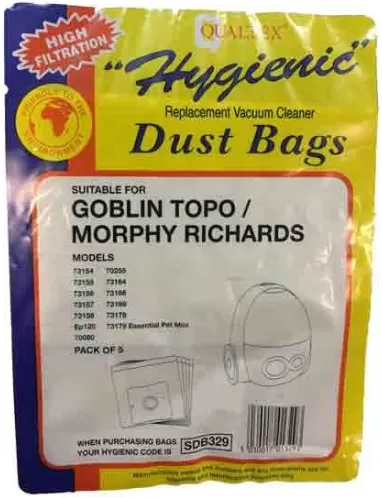 QUALTEX
HIGH
FILTRATION
"Hygienic"
FRIENDLY TO THE
ENVIRONMENT
Replacement Vacuum Cleaner
Dust Bags
SUITABLE FOR
GOBLIN TOPO /
MORPHY RICHARDS
MODELS
73154 70255
73155 73164
73156 73168
73157 73169
73158 73178
Ep120 73179 Essential Pet Max
70080
PACK OF 5
WHEN PURCHASING BAGS
YOUR HYGIENIC CODE IS
SDB329